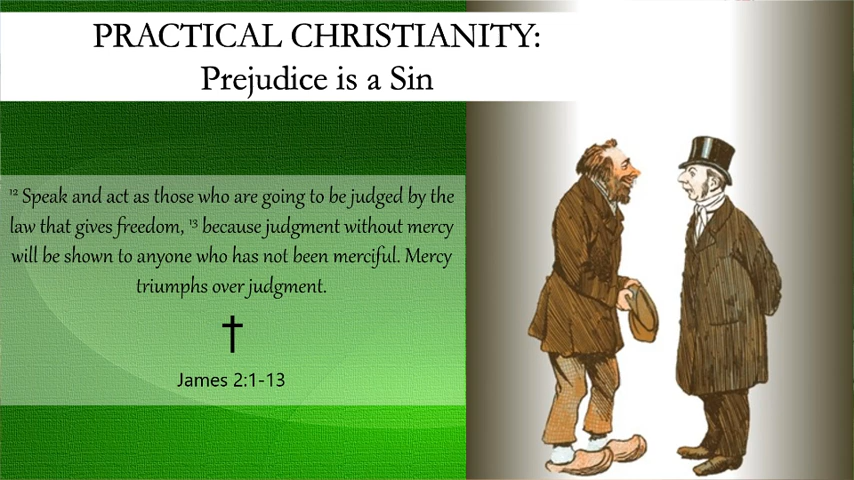 PRACTICAL CHRISTIANITY:
Prejudice is a Sin
¹² Speak and act as those who are going to be judged by the
law that gives freedom, ¹³ because judgment without mercy
will be shown to anyone who has not been merciful. Mercy
triumphs over judgment.
James 2:1-13